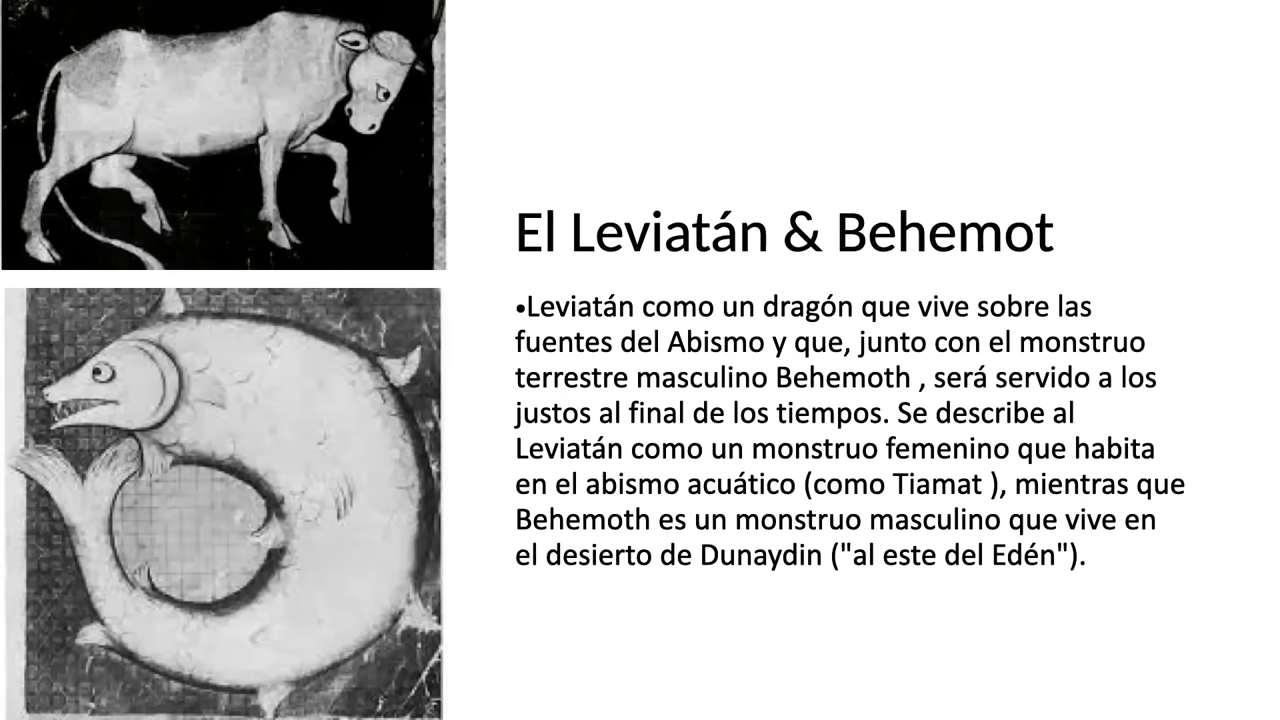 El Leviatán & Behemot
•Leviatán como un dragón que vive sobre las
fuentes del Abismo y que, junto con el monstruo
terrestre masculino Behemoth , será servido a los
justos al final de los tiempos. Se describe al
Leviatán como un monstruo femenino que habita
en el abismo acuático (como Tiamat ), mientras que
Behemoth es un monstruo masculino que vive en
el desierto de Dunaydin ("al este del Edén").